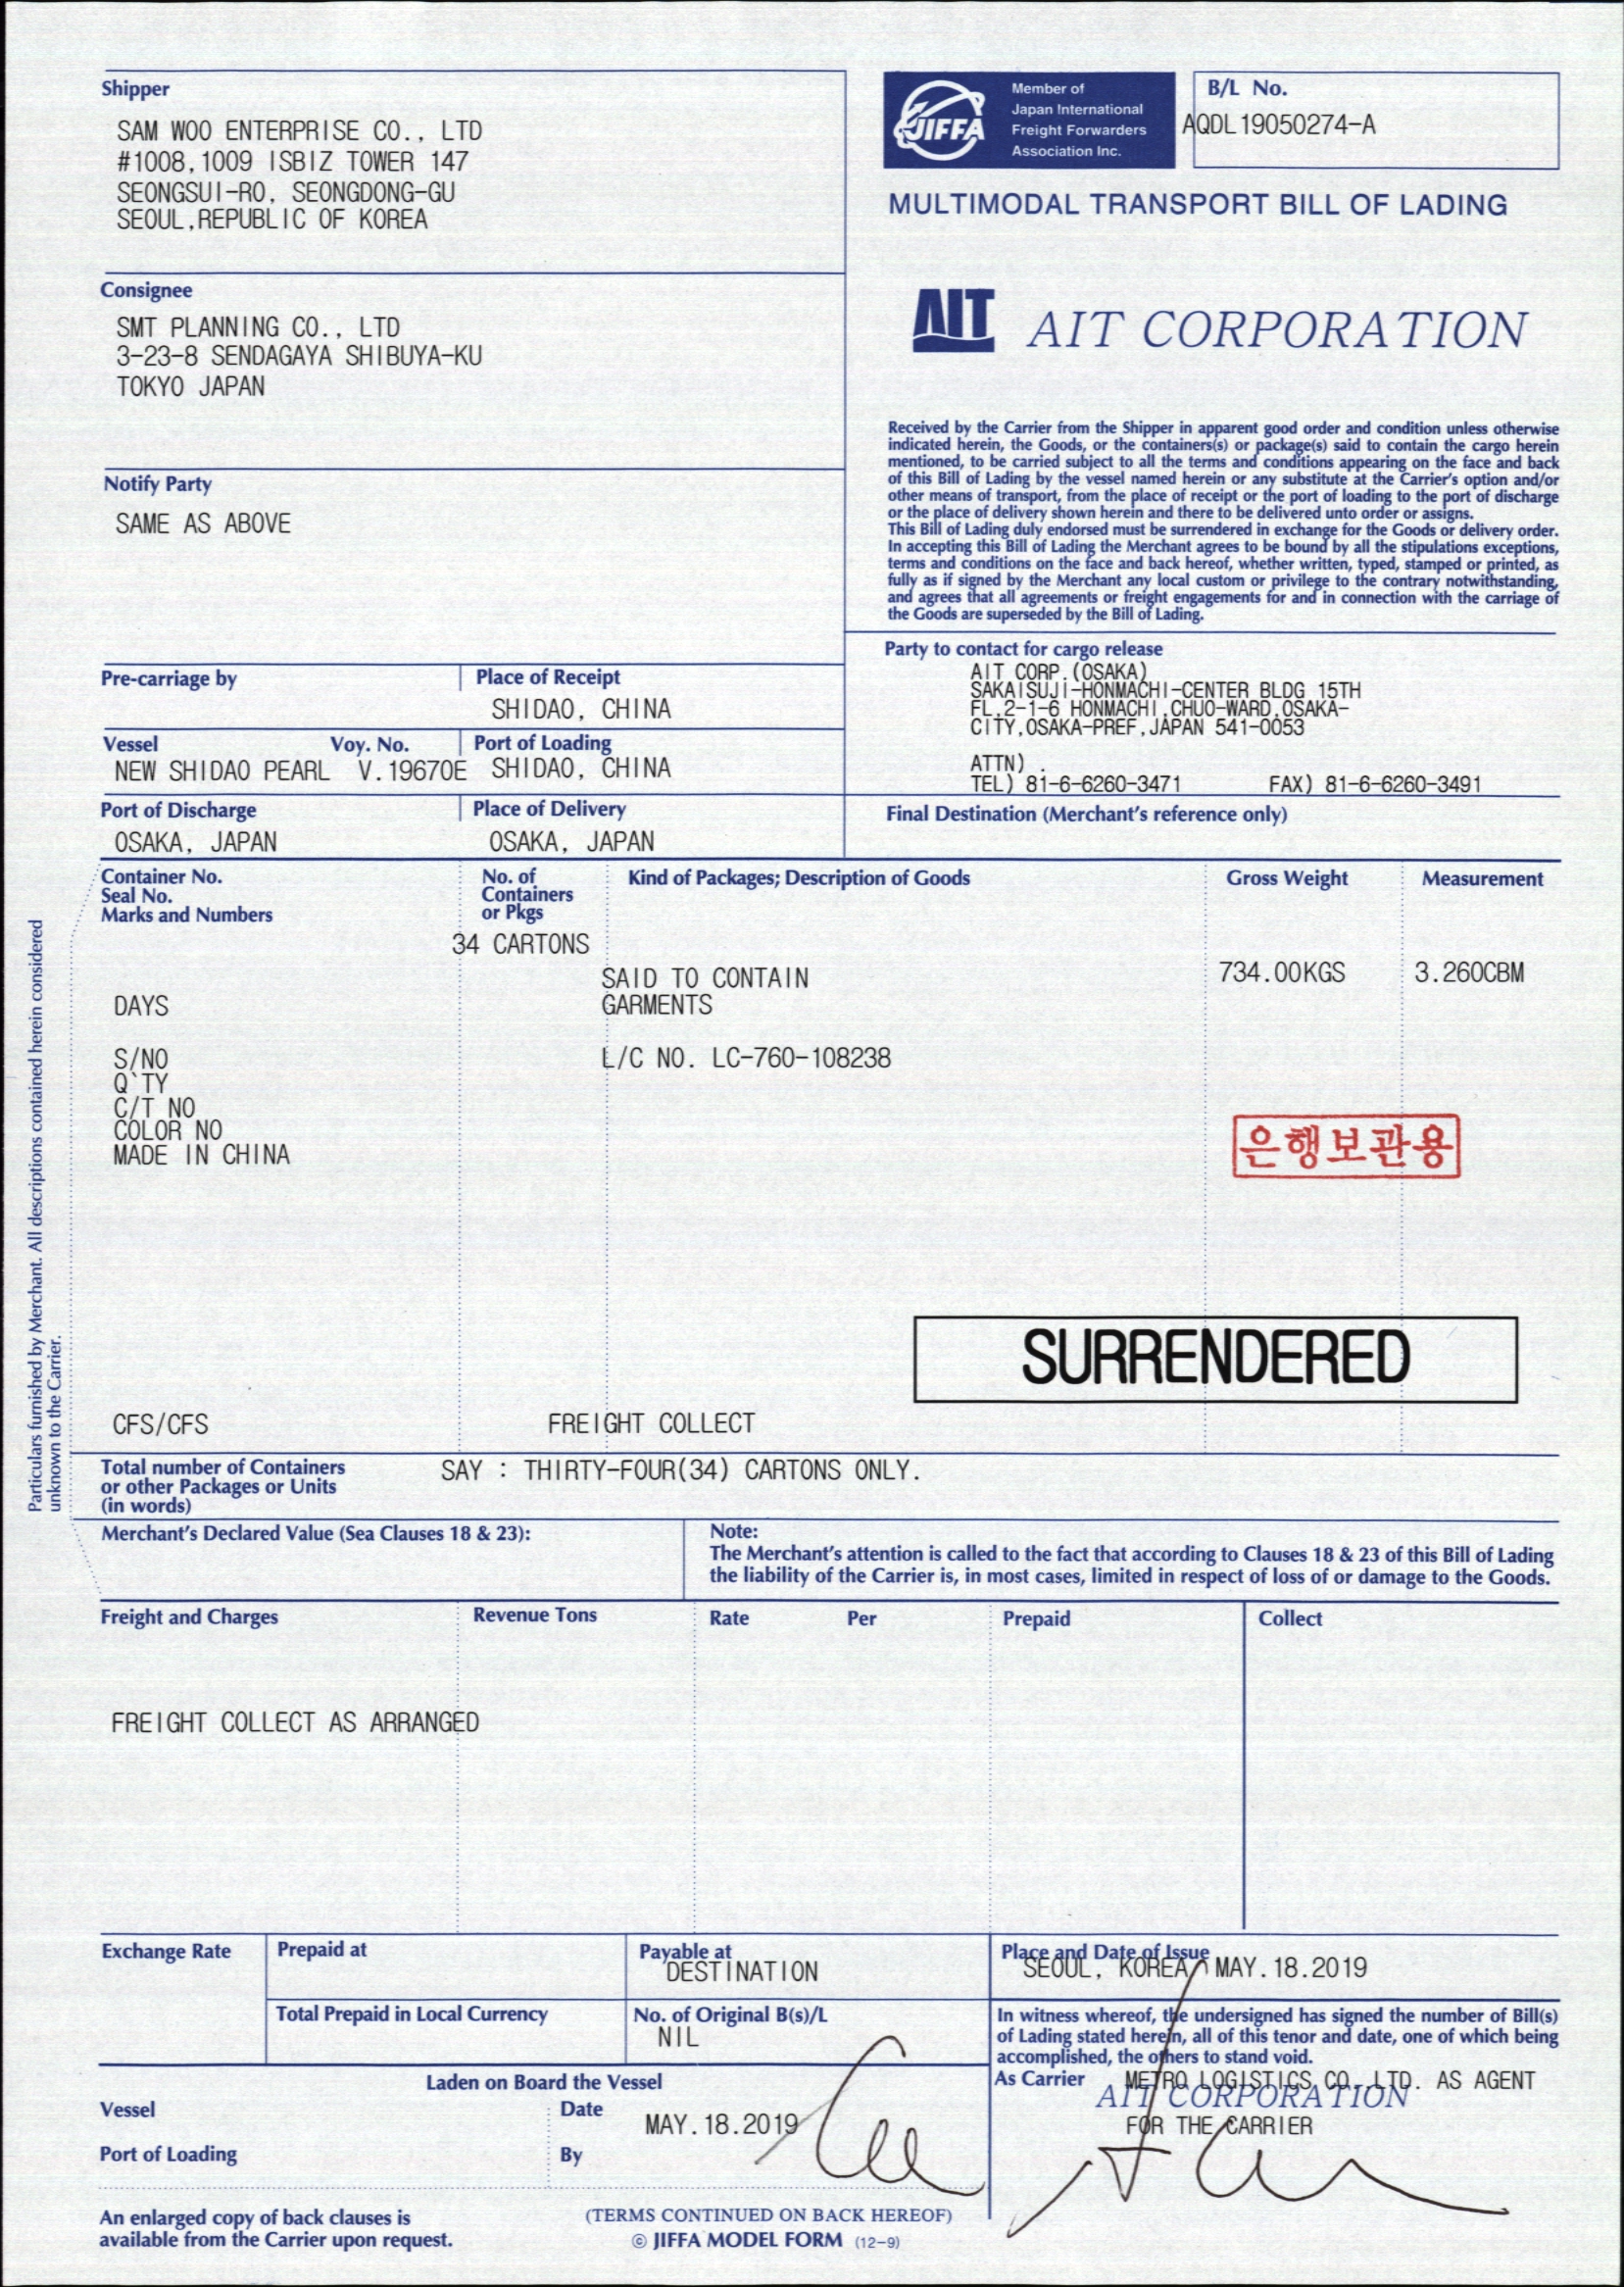 Shipper
SAM WOO ENTERPRISE CO., LTD
#1008,1009 ISBIZ TOWER 147
SEONGSUI-RO, SEONGDONG-GU
SEOUL,REPUBLIC OF KOREA
JIFFA
Member of
Japan International
Freight Forwarders
Association Inc.
B/L No.
AQDL19050274-A
MULTIMODAL TRANSPORT BILL OF LADING
AIT AIT CORPORATION
Consignee
SMT PLANNING CO., LTD
3-23-8 SENDAGAYA SHIBUYA-KU
TOKYO JAPAN
Notify Party
SAME AS ABOVE
Received by the Carrier from the Shipper in apparent good order and condition unless otherwise
indicated herein, the Goods, or the containers(s) or package(s) said to contain the cargo herein
mentioned, to be carried subject to all the terms and conditions appearing on the face and back
of this Bill of Lading by the vessel named herein or any substitute at the Carrier's option and/or
other means of transport, from the place of receipt or the port of loading to the port of discharge
or the place of delivery shown herein and there to be delivered unto order or assigns.
This Bill of Lading duly endorsed must be surrendered in exchange for the Goods or delivery order.
In accepting this Bill of Lading the Merchant agrees to be bound by all the stipulations exceptions,
terms and conditions on the face and back hereof, whether written, typed, stamped or printed, as
fully as if signed by the Merchant any local custom or privilege to the contrary notwithstanding,
and agrees that all agreements or freight engagements for and in connection with the carriage of
the Goods are superseded by the Bill of Lading.
Pre-carriage by
Place of Receipt
SHIDAO, CHINA
Vessel Voy. No.
NEW SHIDAO PEARL V.19670E
Port of Loading
SHIDAO, CHINA
Port of Discharge
OSAKA, JAPAN
Place of Delivery
OSAKA, JAPAN
Party to contact for cargo release
AIT CORP.(OSAKA)
SAKAISUJI-HONMACHI-CENTER BLDG 15TH
FL,2-1-6 HONMACHI,CHUO-WARD,OSAKA-
CITY,OSAKA-PREF,JAPAN 541-0053
ATTN) .
TEL) 81-6-6260-3471 FAX) 81-6-6260-3491
Final Destination (Merchant's reference only)
Container No.
Seal No.
Marks and Numbers
No. of
Containers
or Pkgs
Kind of Packages; Description of Goods
Gross Weight
Measurement
34 CARTONS
SAID TO CONTAIN
GARMENTS
734.00KGS
3.260CBM
DAYS
S/NO
Q`TY
C/T NO
COLOR NO
MADE IN CHINA
L/C NO. LC-760-108238
은행보관용
SURRENDERED
CFS/CFS
FREIGHT COLLECT
Particulars furnished by Merchant. All descriptions contained herein considered
unknown to the Carrier.
Total number of Containers
or other Packages or Units
(in words)
SAY : THIRTY-FOUR(34) CARTONS ONLY.
Merchant's Declared Value (Sea Clauses 18 & 23):
Note:
The Merchant's attention is called to the fact that according to Clauses 18 & 23 of this Bill of Lading
the liability of the Carrier is, in most cases, limited in respect of loss of or damage to the Goods.
Freight and Charges Revenue Tons Rate Per Prepaid Collect
FREIGHT COLLECT AS ARRANGED
Exchange Rate
Prepaid at
Payable at
DESTINATION
Place and Date of Issue
SEOUL, KOREA MAY.18.2019
Total Prepaid in Local Currency
No. of Original B(s)/L
NIL
In witness whereof, the undersigned has signed the number of Bill(s)
of Lading stated herein, all of this tenor and date, one of which being
accomplished, the others to stand void.
As Carrier
METRO LOGISTICS CO.,LTD. AS AGENT
AIT CORPORATION
FOR THE CARRIER
Laden on Board the Vessel
Vessel
Date
MAY.18.2019
Port of Loading
By
An enlarged copy of back clauses is
available from the Carrier upon request.
(TERMS CONTINUED ON BACK HEREOF)
© JIFFA MODEL FORM (12-9)